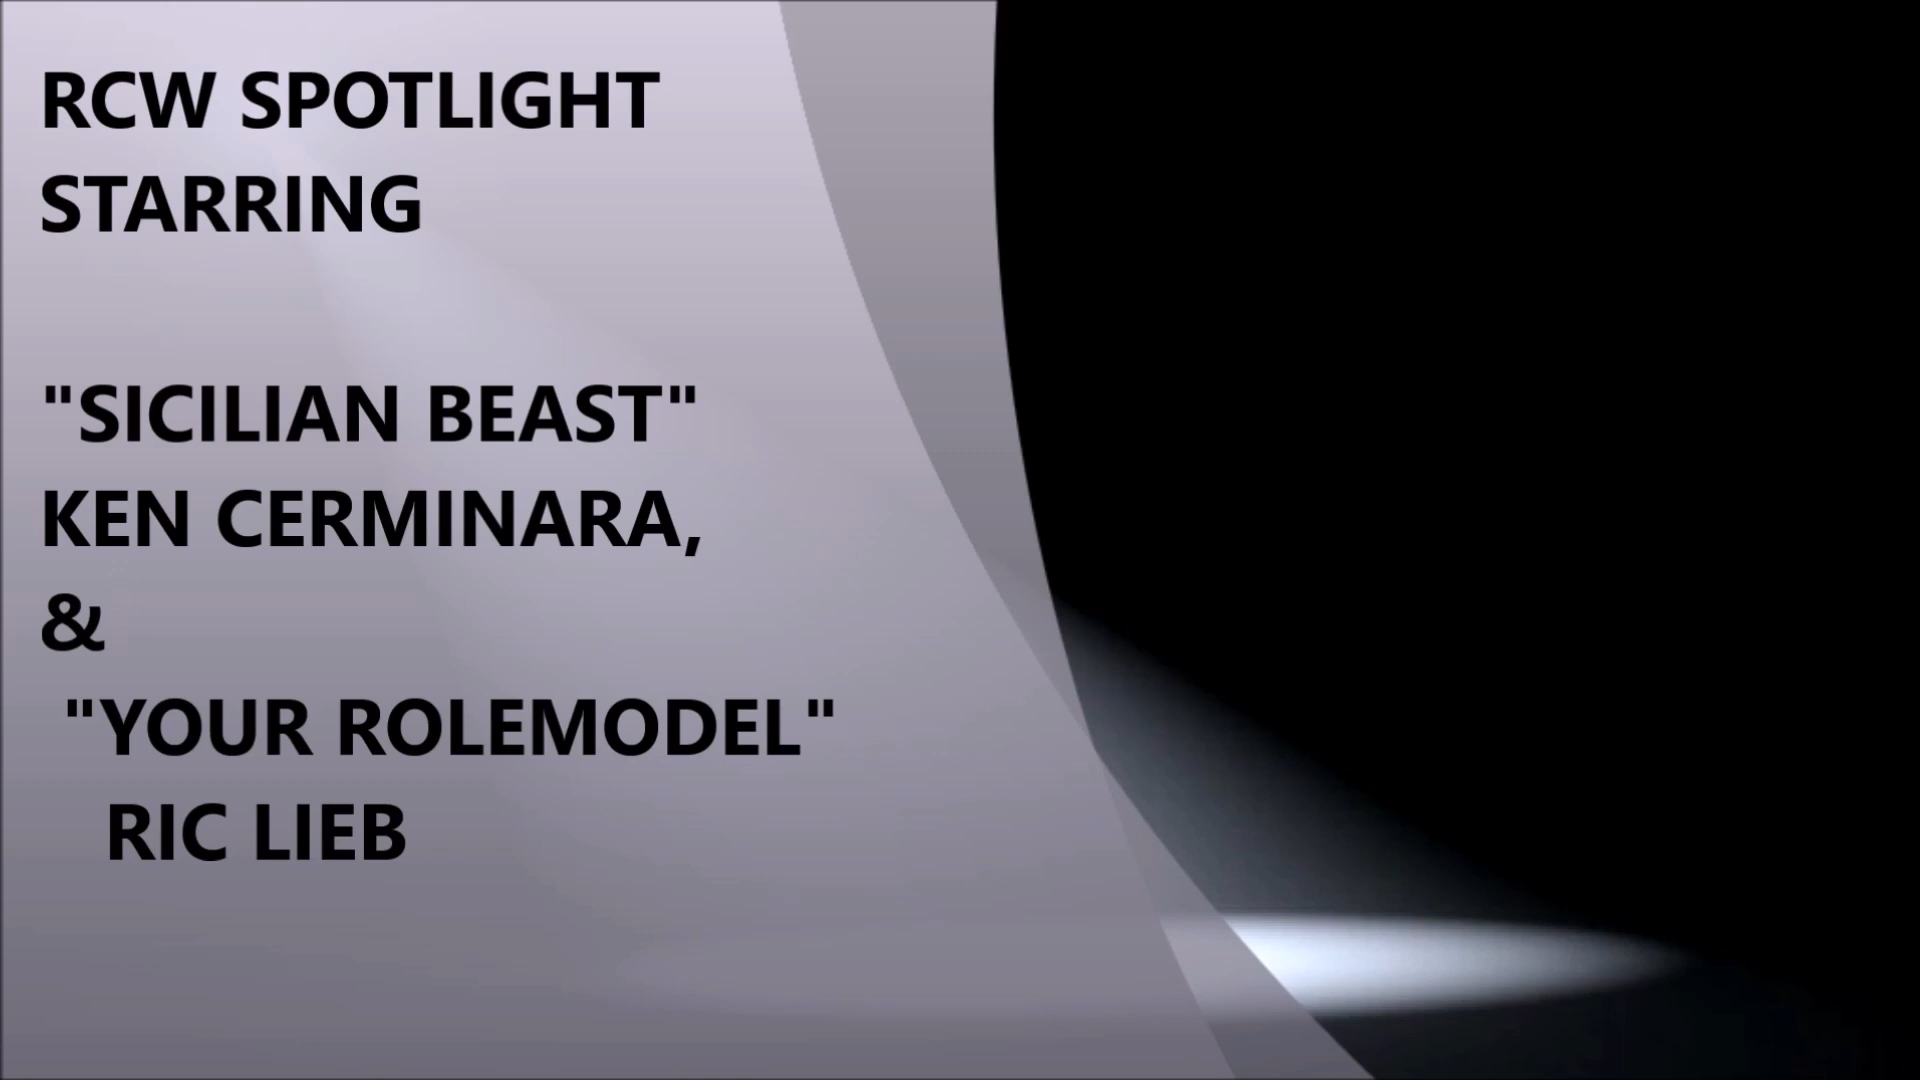 RCW SPOTLIGHT
STARRING
"SICILIAN BEAST"
KEN CERMINARA,
&
"YOUR ROLEMODEL"
RIC LIEB